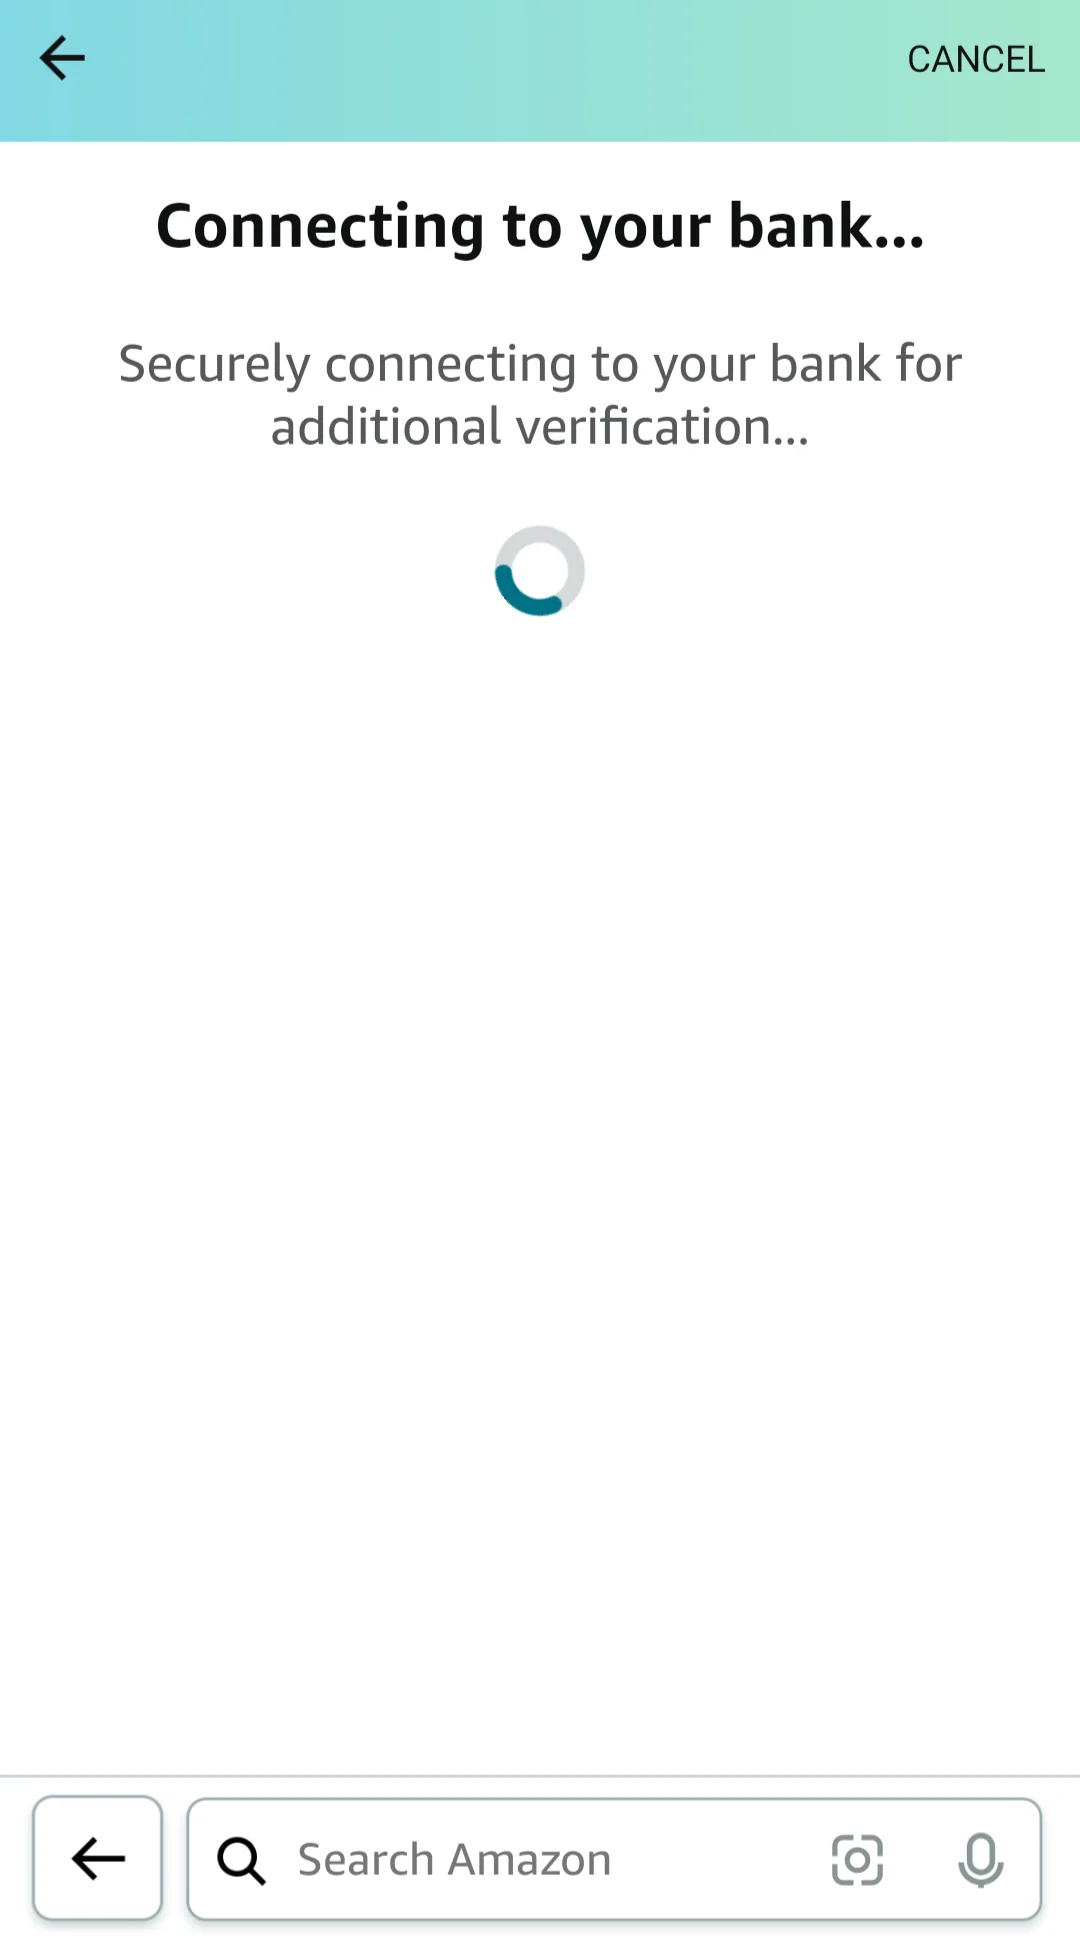 CANCEL
Connecting to your bank...
Securely connecting to your bank for
additional verification...
Search Amazon